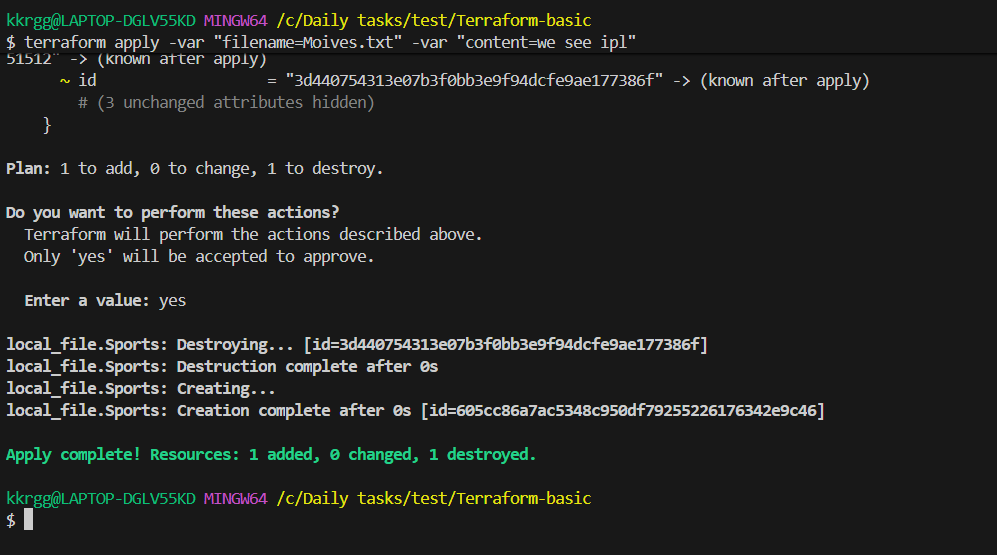 kkrgg@LAPTOP-DGLV55KD MINGW64 /c/Daily tasks/test/Terraform-basic
$ terraform apply -var "filename=Moives.txt" -var "content=we see ipl"
51512" -> (known after apply)
~ id = "3d440754313e07b3f0bb3e9f94dcfe9ae177386f" -> (known after apply)
# (3 unchanged attributes hidden)
}
Plan: 1 to add, 0 to change, 1 to destroy.
Do you want to perform these actions?
Terraform will perform the actions described above.
Only 'yes' will be accepted to approve.
Enter a value: yes
local_file.Sports: Destroying... [id=3d440754313e07b3f0bb3e9f94dcfe9ae177386f]
local_file.Sports: Destruction complete after 0s
local_file.Sports: Creating...
local_file.Sports: Creation complete after 0s [id=605cc86a7ac5348c950df79255226176342e9c46]
Apply complete! Resources: 1 added, 0 changed, 1 destroyed.
kkrgg@LAPTOP-DGLV55KD MINGW64 /c/Daily tasks/test/Terraform-basic
$